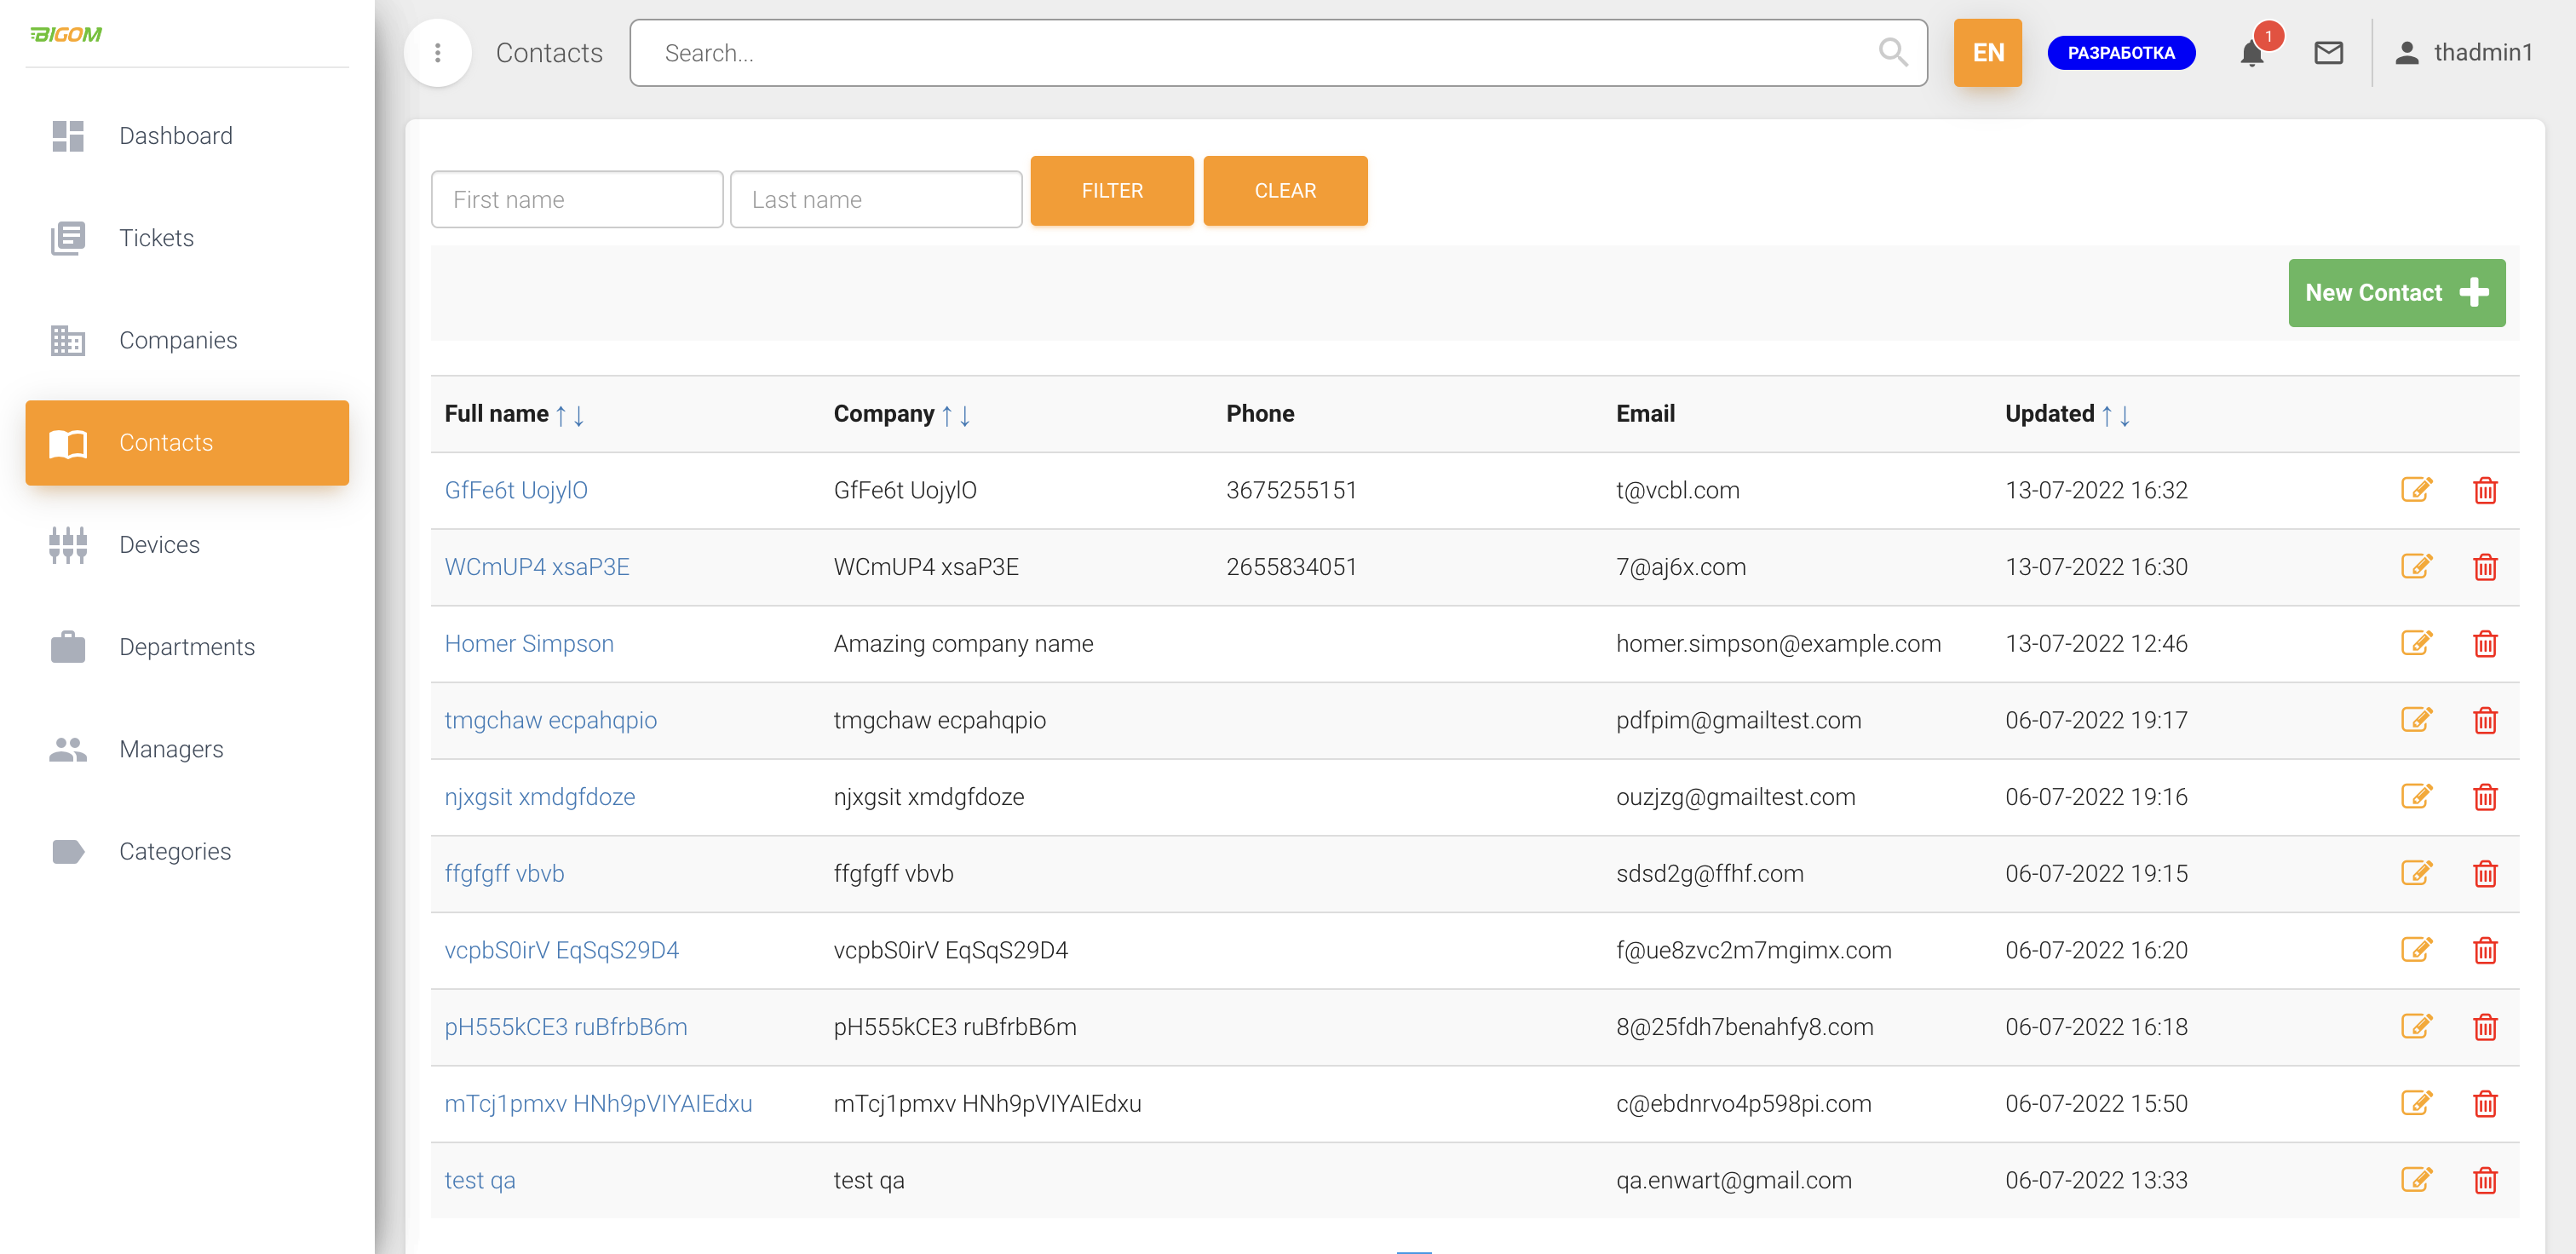 BIGOM
Contacts
Search...
EN
РАЗРАБОТКА
1
thadmin1
Dashboard
Tickets
Companies
Contacts
Devices
Departments
Managers
Categories
First name
Last name
FILTER
CLEAR
New Contact
Full name ↑↓ Company ↑↓ Phone Email Updated ↑↓
GfFe6t UojylO GfFe6t UojylO 3675255151 t@vcbl.com 13-07-2022 16:32
WCmUP4 xsaP3E WCmUP4 xsaP3E 2655834051 7@aj6x.com 13-07-2022 16:30
Homer Simpson Amazing company name homer.simpson@example.com 13-07-2022 12:46
tmgchaw ecpahqpio tmgchaw ecpahqpio pdfpim@gmailtest.com 06-07-2022 19:17
njxgsit xmdgfdoze njxgsit xmdgfdoze ouzjzg@gmailtest.com 06-07-2022 19:16
ffgfgff vbvb ffgfgff vbvb sdsd2g@ffhf.com 06-07-2022 19:15
vcpbS0irV EqSqS29D4 vcpbS0irV EqSqS29D4 f@ue8zvc2m7mgimx.com 06-07-2022 16:20
pH555kCE3 ruBfrbB6m pH555kCE3 ruBfrbB6m 8@25fdh7benahfy8.com 06-07-2022 16:18
mTcj1pmxv HNh9pVIYAIEdxu mTcj1pmxv HNh9pVIYAIEdxu c@ebdnrvo4p598pi.com 06-07-2022 15:50
test qa test qa qa.enwart@gmail.com 06-07-2022 13:33